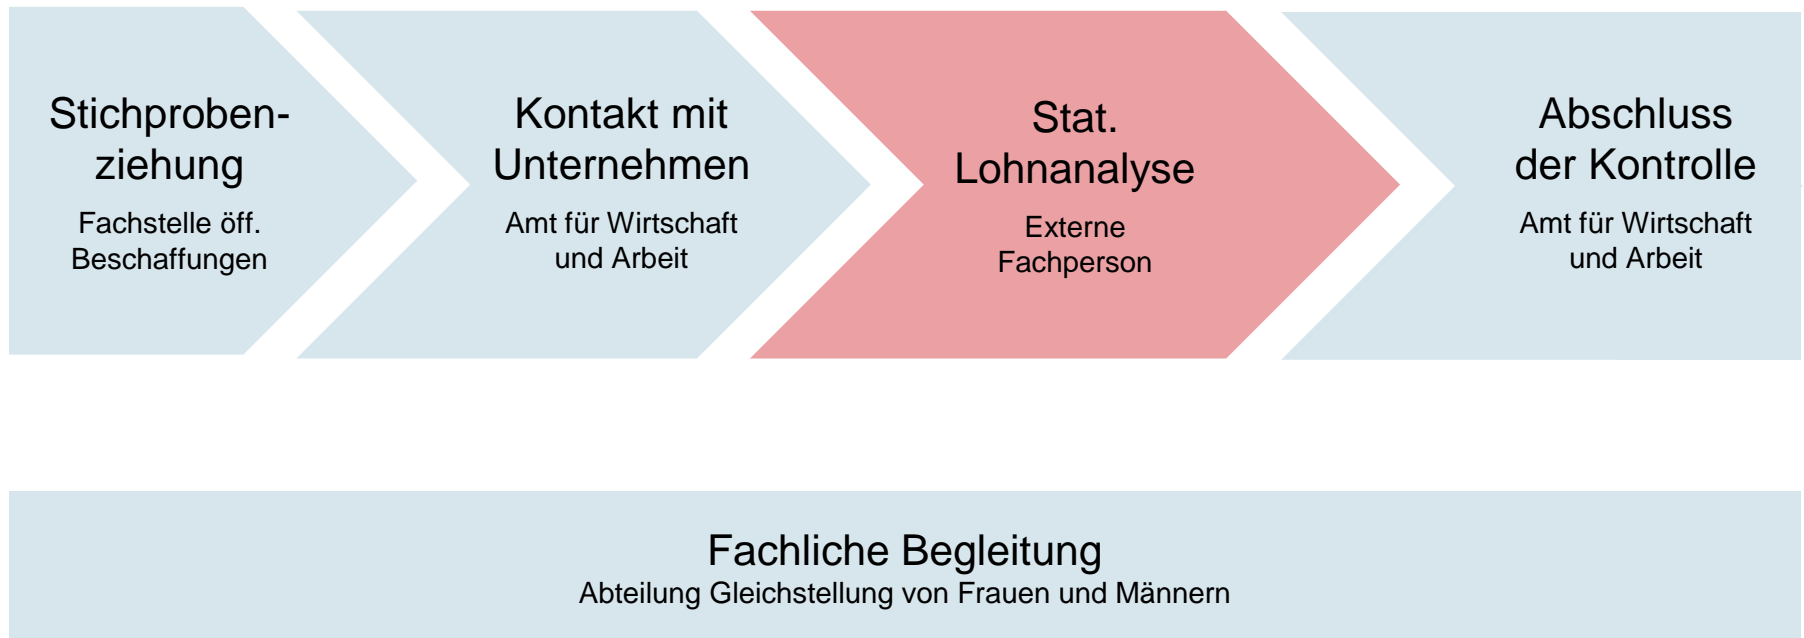 Stichproben-
ziehung
Fachstelle öff.
Beschaffungen
Kontakt mit
Unternehmen
Amt für Wirtschaft
und Arbeit
Stat.
Lohnanalyse
Externe
Fachperson
Abschluss
der Kontrolle
Amt für Wirtschaft
und Arbeit
Fachliche Begleitung
Abteilung Gleichstellung von Frauen und Männern